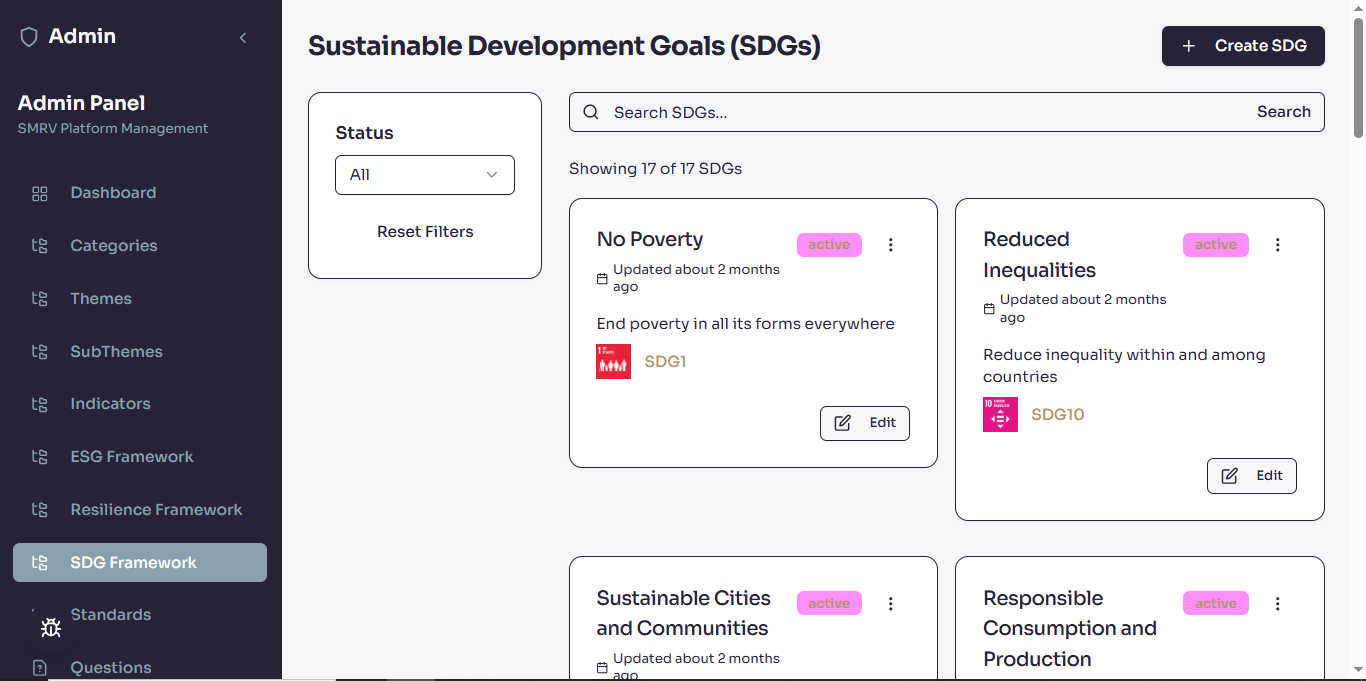 Admin
Admin Panel
SMRV Platform Management
Dashboard
Categories
Themes
SubThemes
Indicators
ESG Framework
Resilience Framework
SDG Framework
Standards
Questions
Sustainable Development Goals (SDGs)
Create SDG
Status
All
Reset Filters
Search SDGs...
Search
Showing 17 of 17 SDGs
No Poverty
active
Updated about 2 months
ago
End poverty in all its forms everywhere
SDG1
Edit
Reduced
Inequalities
active
Updated about 2 months
ago
Reduce inequality within and among
countries
10
SDG10
Edit
Sustainable Cities
and Communities
active
Updated about 2 months
ago
Responsible
Consumption and
Production
active